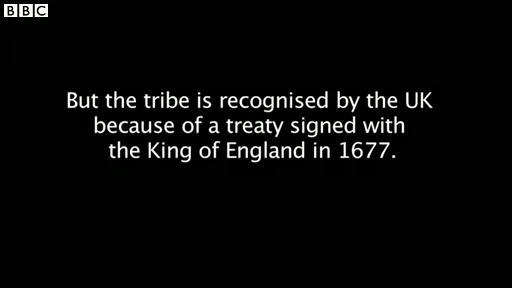 BBC
But the tribe is recognised by the UK
because of a treaty signed with
the King of England in 1677.